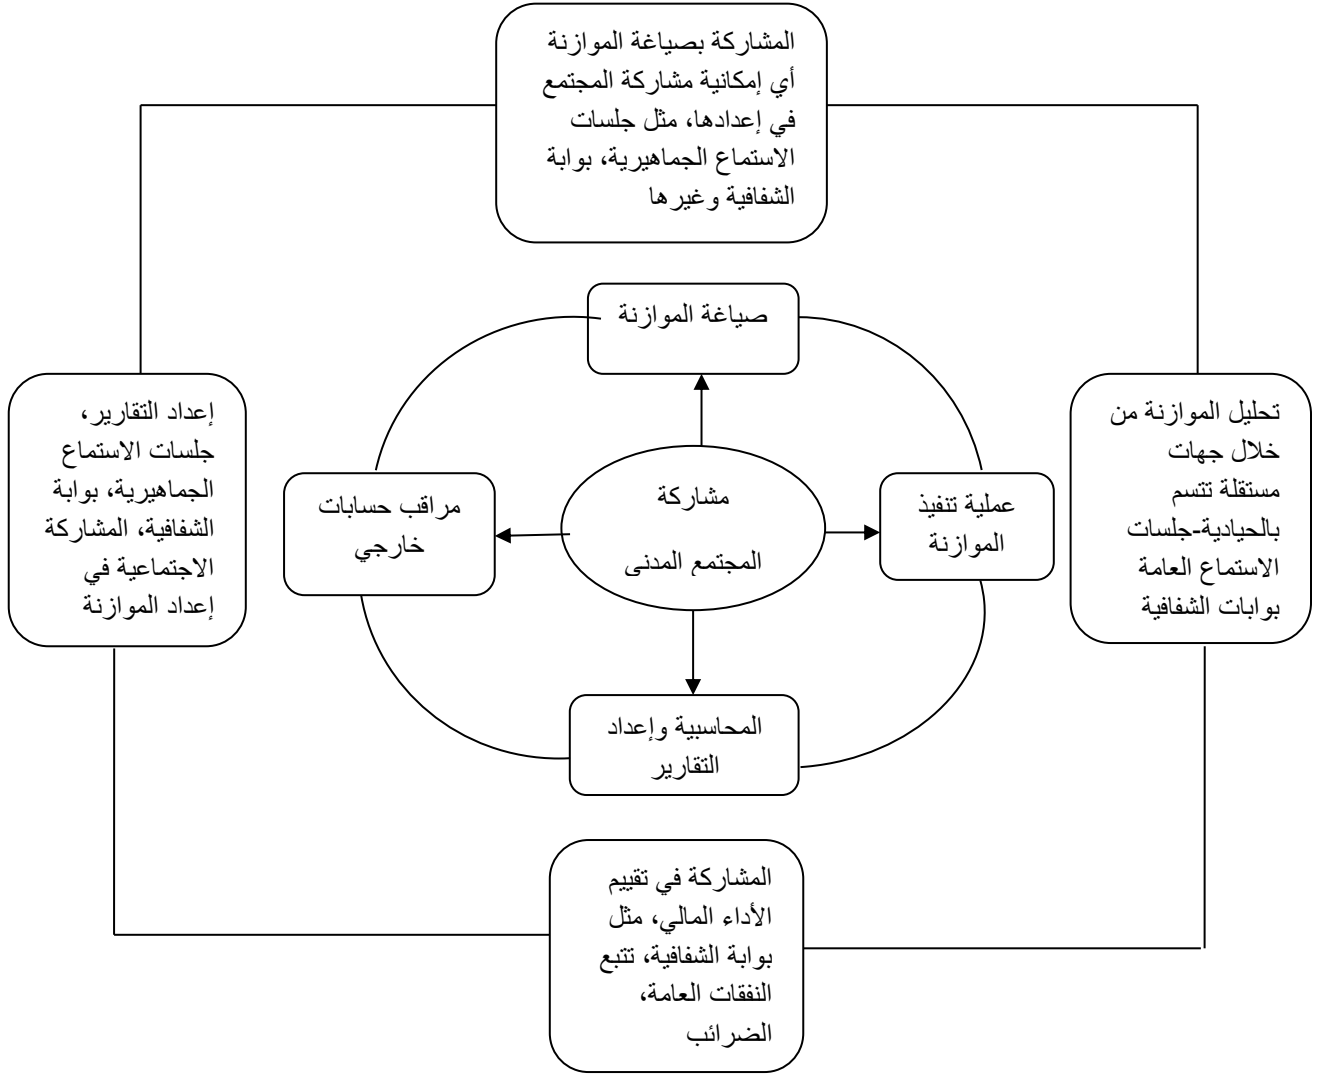 المشاركة بصياغة الموازنة
أي إمكانية مشاركة المجتمع
في إعدادها، مثل جلسات
الاستماع الجماهيرية، بوابة
الشفافية وغيرها
صياغة الموازنة
تحليل الموازنة من
خلال جهات
مستقلة تتسم
بالحيادية-جلسات
الاستماع العامة
بوابات الشفافية
عملية تنفيذ
الموازنة
مشاركة
المجتمع المدني
مراقب حسابات
خارجي
إعداد التقارير،
جلسات الاستماع
الجماهيرية، بوابة
الشفافية، المشاركة
الاجتماعية في
إعداد الموازنة
المحاسبية وإعداد
التقارير
المشاركة في تقييم
الأداء المالي، مثل
بوابة الشفافية، تتبع
النفقات العامة،
الضرائب